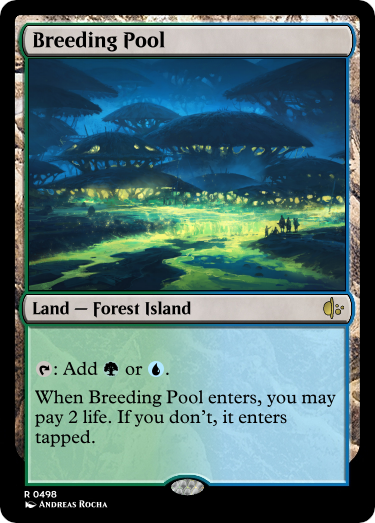 Breeding Pool
Land — Forest Island
: Add or .
When Breeding Pool enters, you may
pay 2 life. If you don't, it enters
tapped.
R 0498
Andreas Rocha